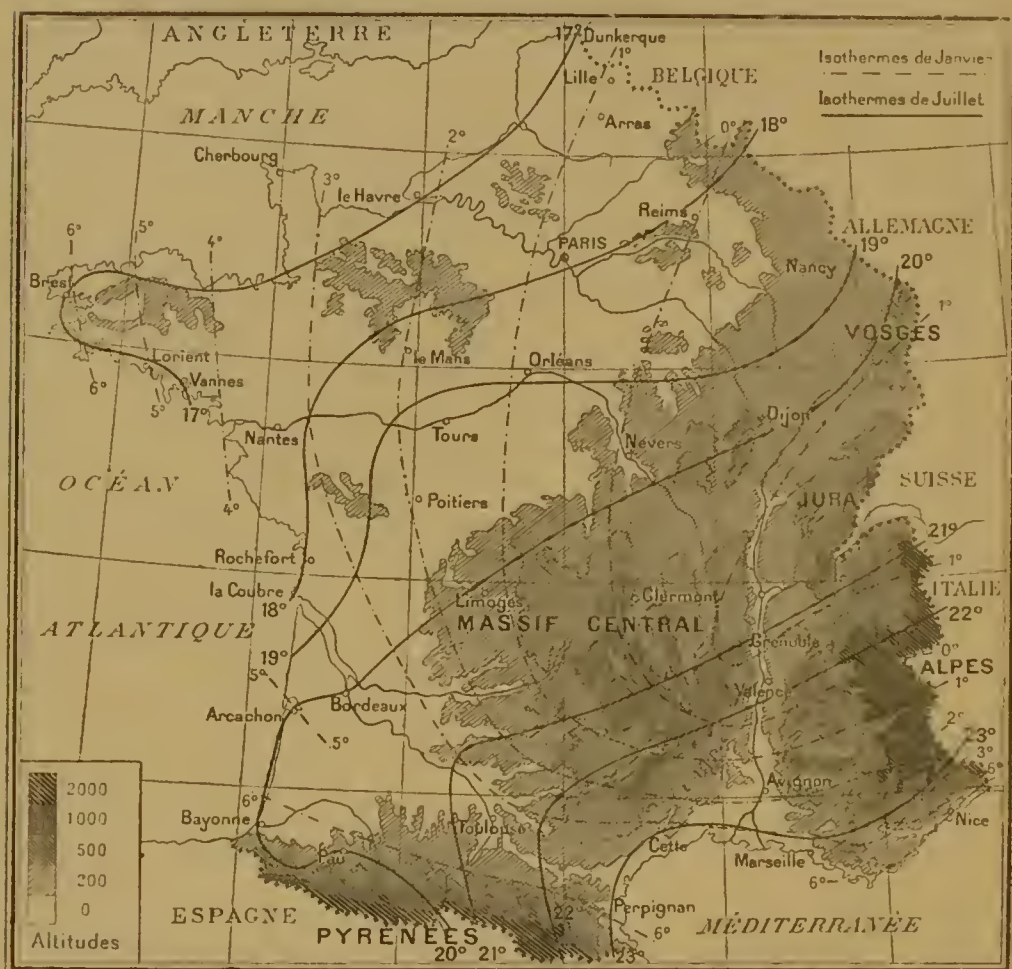 ANGLETERRE
17° Dunkerque
1°
Isothermes de Janvier
Lille
BELGIQUE
Isothermes de Juillet
MANCHE
Arras
0°
18°
2°
Cherbourg
3°
le Havre
Reims
ALLEMAGNE
6°
5°
4°
PARIS
19°
Nancy
20°
Brest
1°
VOSGES
Lorient
le Mans
Orléans
6°
Vannes
5°
17°
Dijon
Nantes
Tours
Nevers
OCÉAN
SUISSE
4°
Poitiers
JURA
21°
Rochefort
1°
la Coubre
Limoges
Clermont
ITALIE
18°
22°
ATLANTIQUE
MASSIF CENTRAL
Grenoble
0°
19°
ALPES
5°
Valence
1°
Arcachon
Bordeaux
2°
5°
23°
3°
2000
Avignon
6°
1000
6°
Bayonne
Toulouse
Nice
500
Pau
Cette
Marseille
200
6°
0
ESPAGNE
22
Perpignan
MÉDITERRANÉE
6°
Altitudes
PYRÉNÉES
20° 21°
23°